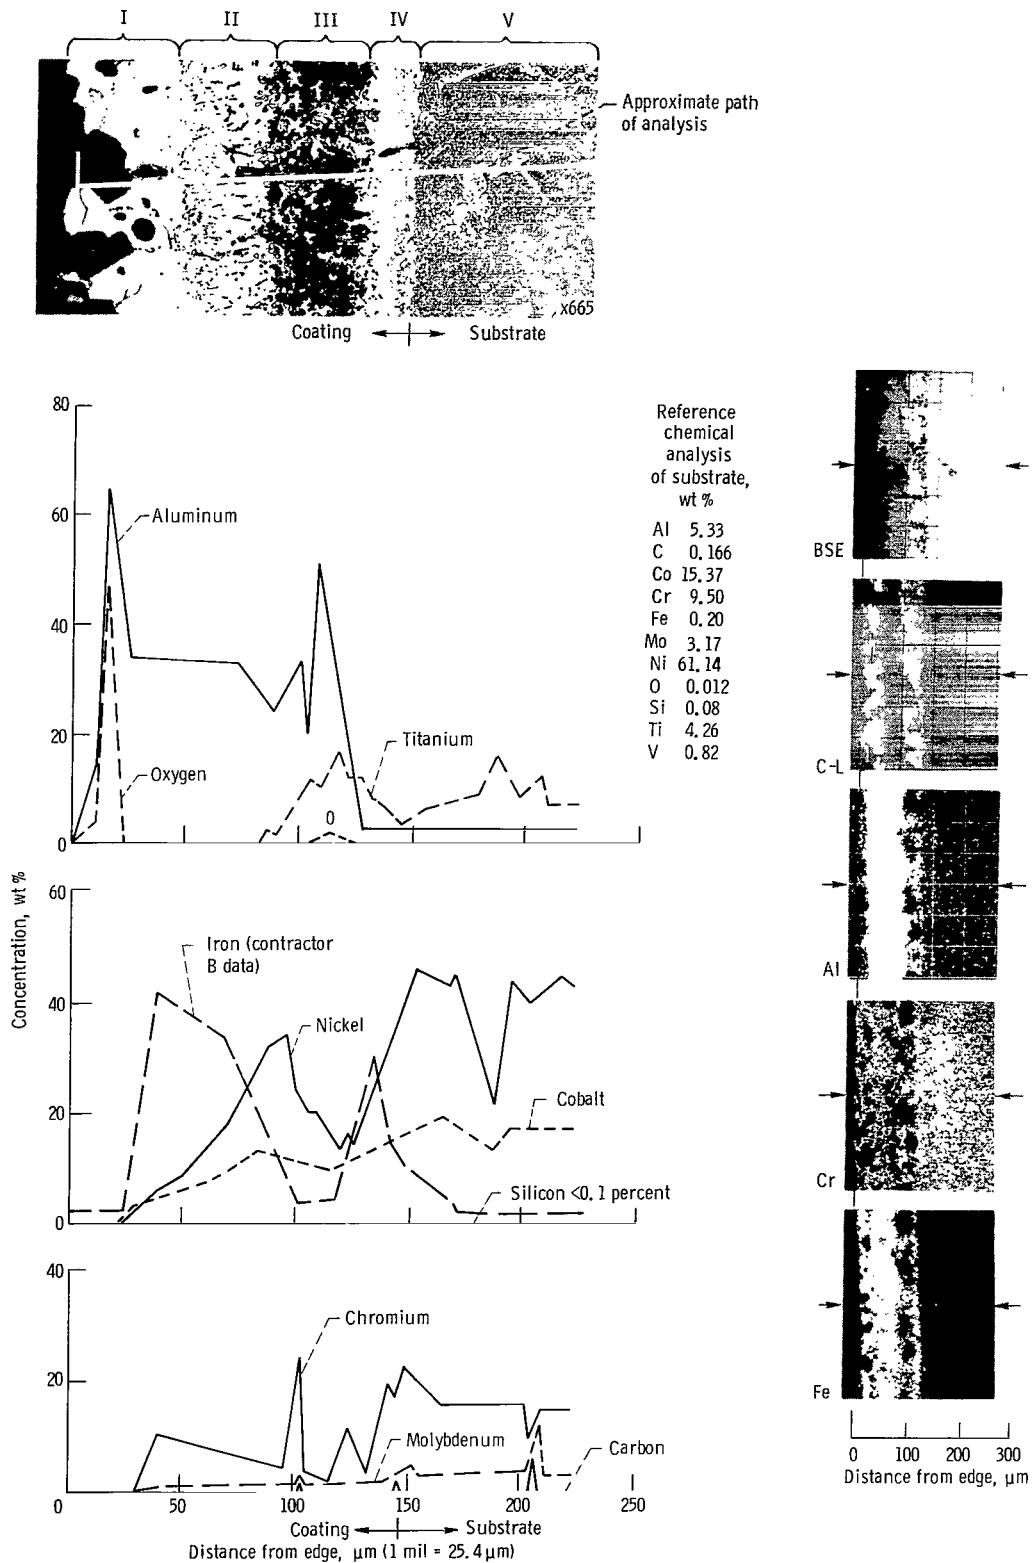 I II III IV V
Approximate path
of analysis
X665
Coating Substrate
80
60
40
20
0
Aluminum
Oxygen
Titanium
0
Reference
chemical
analysis
of substrate,
wt %
Al 5.33
C 0.166
Co 15.37
Cr 9.50
Fe 0.20
Mo 3.17
Ni 61.14
O 0.012
Si 0.08
Ti 4.26
V 0.82
Concentration, wt %
60
40
20
0
Iron (contractor
B data)
Nickel
Cobalt
Silicon <0.1 percent
40
20
0
Chromium
Molybdenum
Carbon
50 100 150 200 250
Coating Substrate
Distance from edge, µm (1 mil = 25.4 µm)
BSE
C-L
Al
Cr
Fe
0 100 200 300
Distance from edge, µm